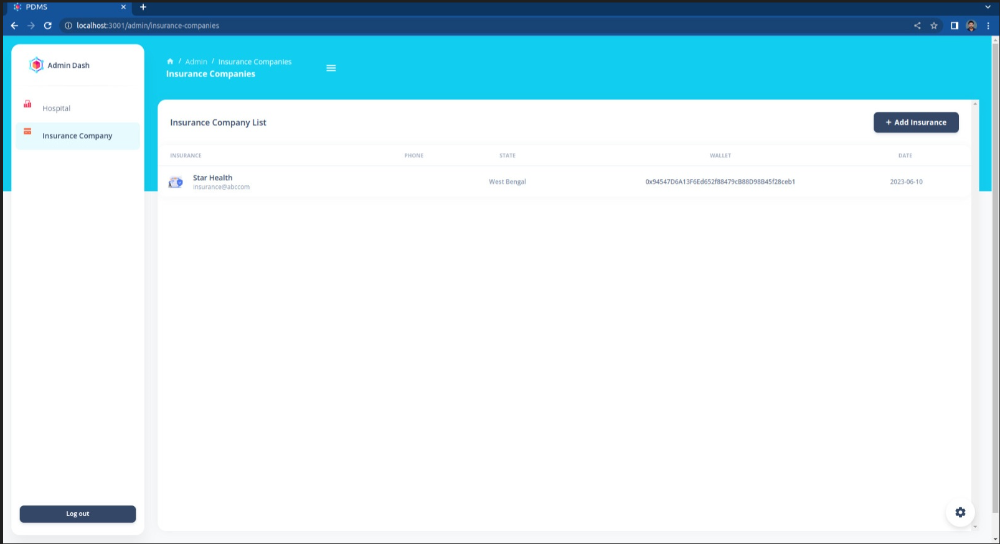 PDMS
localhost:3001/admin/insurance-companies
Admin Dash
Hospital
Insurance Company
Log out
/ Admin / Insurance Companies
Insurance Companies
Insurance Company List
+ Add Insurance
INSURANCE PHONE STATE WALLET DATE
Star Health
insurance@abccom
West Bengal 0x94547D6A13F6Ed652f88479cB88D98B45f28ceb1 2023-06-10